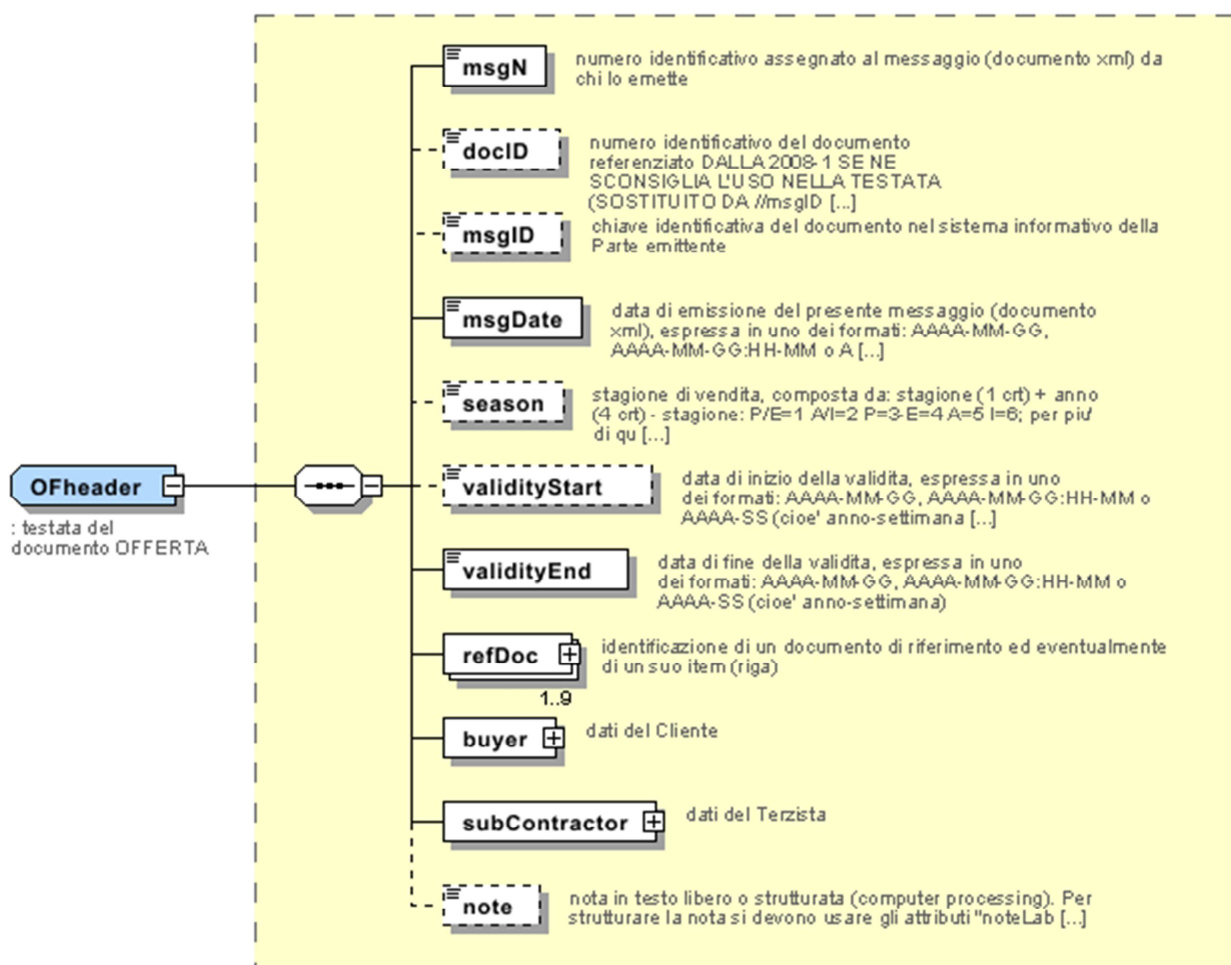 msgN
numero identificativo assegnato al messaggio (documento xml) da
chi lo emette
docID
numero identificativo del documento
referenziato DALLA 2008-1 SE NE
SCONSIGLIA L'USO NELLA TESTATA
(SOSTITUITO DA //msgID [...]
msgID
chiave identificativa del documento nel sistema informativo della
Parte emittente
msgDate
data di emissione del presente messaggio (documento
xml), espressa in uno dei formati: AAAA-MM-GG,
AAAA-MM-GG:HH-MM o A [...]
season
stagione di vendita, composta da: stagione (1 crt) + anno
(4 crt) - stagione: P/E=1 A/I=2 P=3-E=4 A=5 I=6; per piu'
di qu [...]
OFheader
: testata del
documento OFFERTA
validityStart
data di inizio della validita, espressa in uno
dei formati: AAAA-MM-GG, AAAA-MM-GG:HH-MM o
AAAA-SS (cioe' anno-settimana [...]
validityEnd
data di fine della validita, espressa in uno
dei formati: AAAA-MM-GG, AAAA-MM-GG:HH-MM o
AAAA-SS (cioe' anno-settimana)
refDoc
1..9
identificazione di un documento di riferimento ed eventualmente
di un suo item (riga)
buyer
dati del Cliente
subContractor
dati del Terzista
note
nota in testo libero o strutturata (computer processing). Per
strutturare la nota si devono usare gli attributi "noteLab [...]